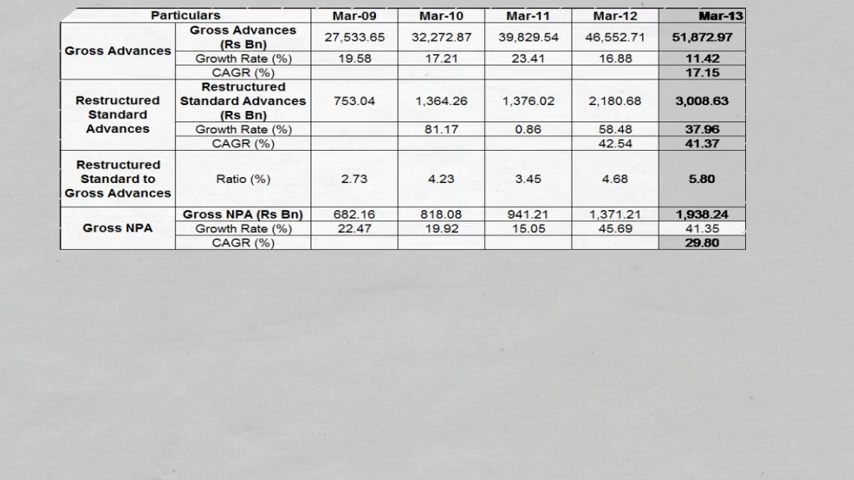 Particulars Mar-09 Mar-10 Mar-11 Mar-12 Mar-13
Gross Advances Gross Advances (Rs Bn) 27,533.65 32,272.87 39,829.54 46,552.71 51,872.97
Growth Rate (%) 19.58 17.21 23.41 16.88 11.42
CAGR (%) 17.15
Restructured Standard Advances Restructured Standard Advances (Rs Bn) 753.04 1,364.26 1,376.02 2,180.68 3,008.63
Growth Rate (%) 81.17 0.86 58.48 37.96
CAGR (%) 42.54 41.37
Restructured Standard to Gross Advances Ratio (%) 2.73 4.23 3.45 4.68 5.80
Gross NPA Gross NPA (Rs Bn) 682.16 818.08 941.21 1,371.21 1,938.24
Growth Rate (%) 22.47 19.92 15.05 45.69 41.35
CAGR (%) 29.80